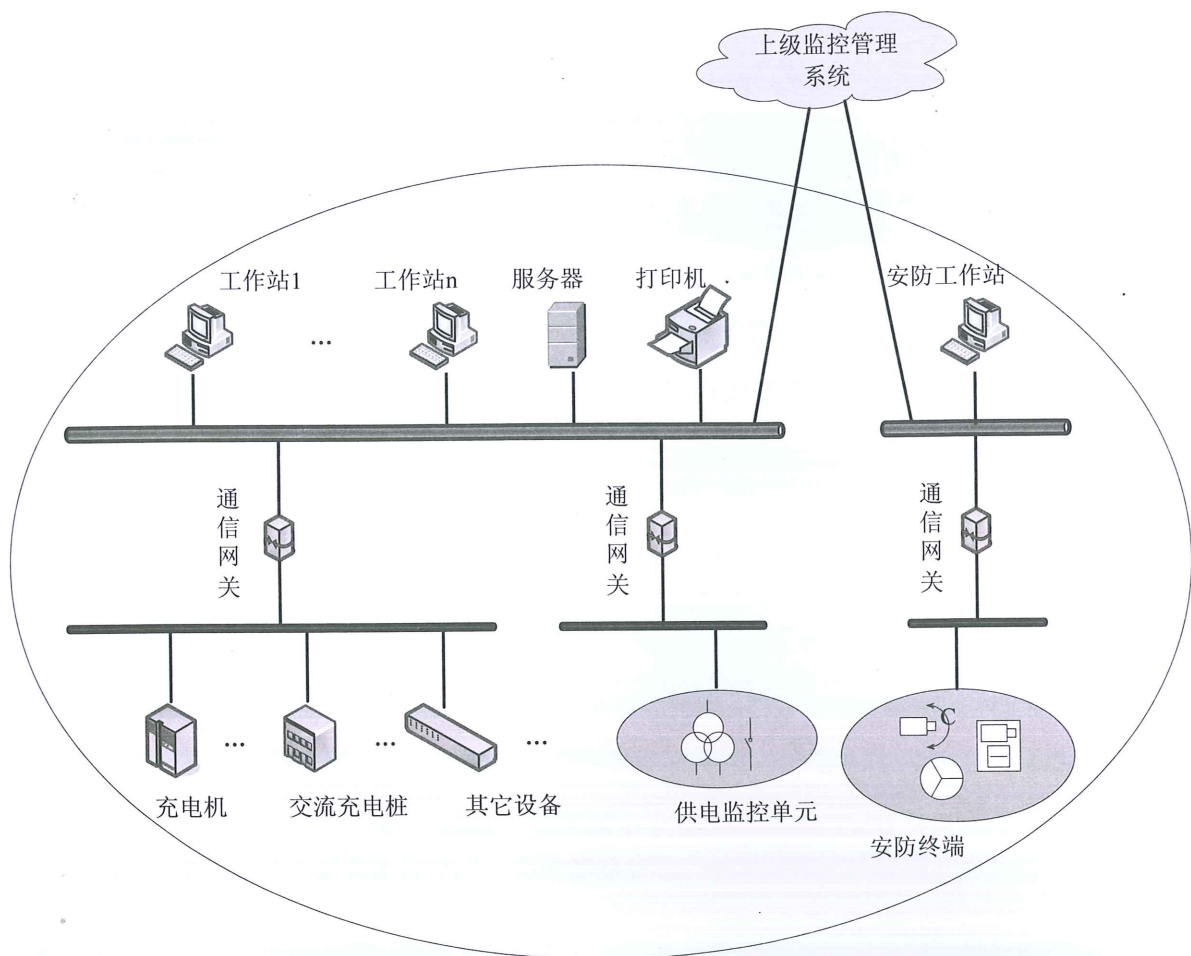 上级监控管理
系统
工作站1
工作站n
服务器
打印机
安防工作站
...
通信网关
通信网关
通信网关
...
...
...
C
充电机
交流充电桩
其它设备
供电监控单元
安防终端